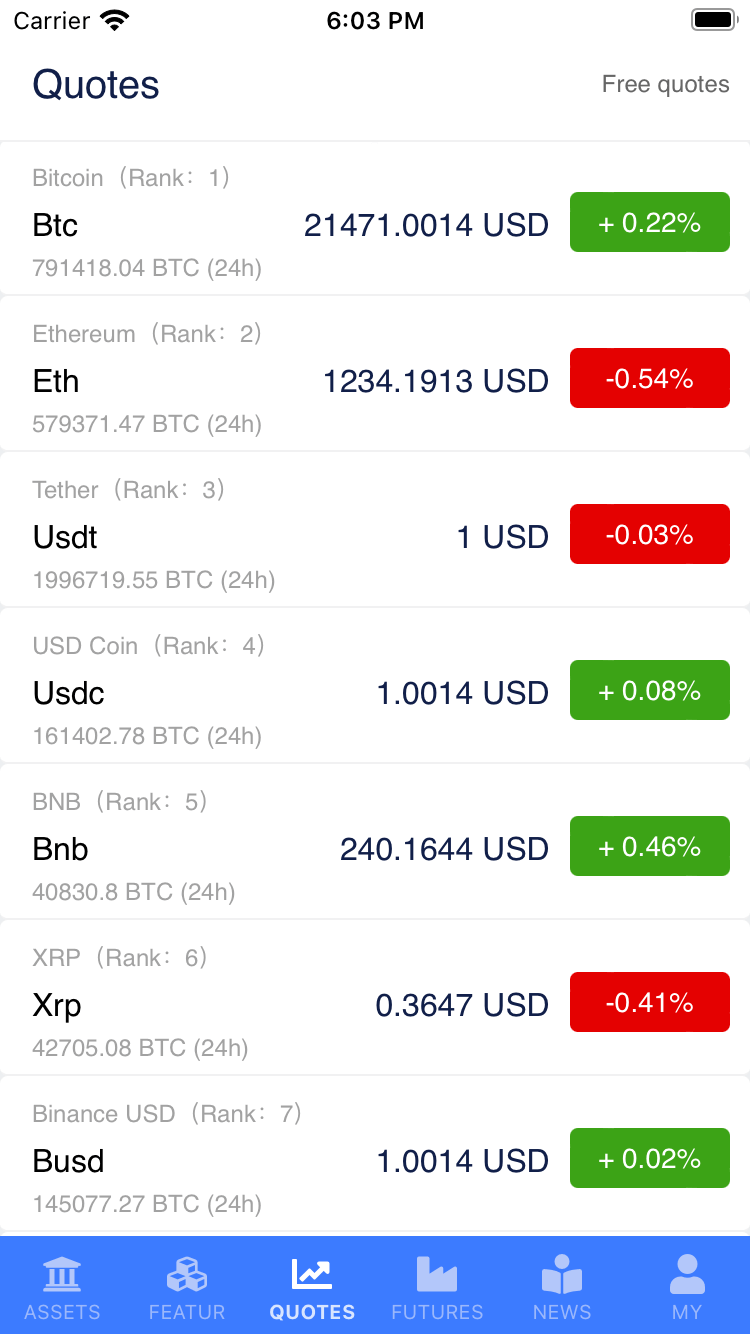 Carrier 6:03 PM
Quotes Free quotes
Bitcoin（Rank：1）
Btc 21471.0014 USD + 0.22%
791418.04 BTC (24h)
Ethereum（Rank：2）
Eth 1234.1913 USD -0.54%
579371.47 BTC (24h)
Tether（Rank：3）
Usdt 1 USD -0.03%
1996719.55 BTC (24h)
USD Coin（Rank：4）
Usdc 1.0014 USD + 0.08%
161402.78 BTC (24h)
BNB（Rank：5）
Bnb 240.1644 USD + 0.46%
40830.8 BTC (24h)
XRP（Rank：6）
Xrp 0.3647 USD -0.41%
42705.08 BTC (24h)
Binance USD（Rank：7）
Busd 1.0014 USD + 0.02%
145077.27 BTC (24h)
ASSETS FEATUR QUOTES FUTURES NEWS MY